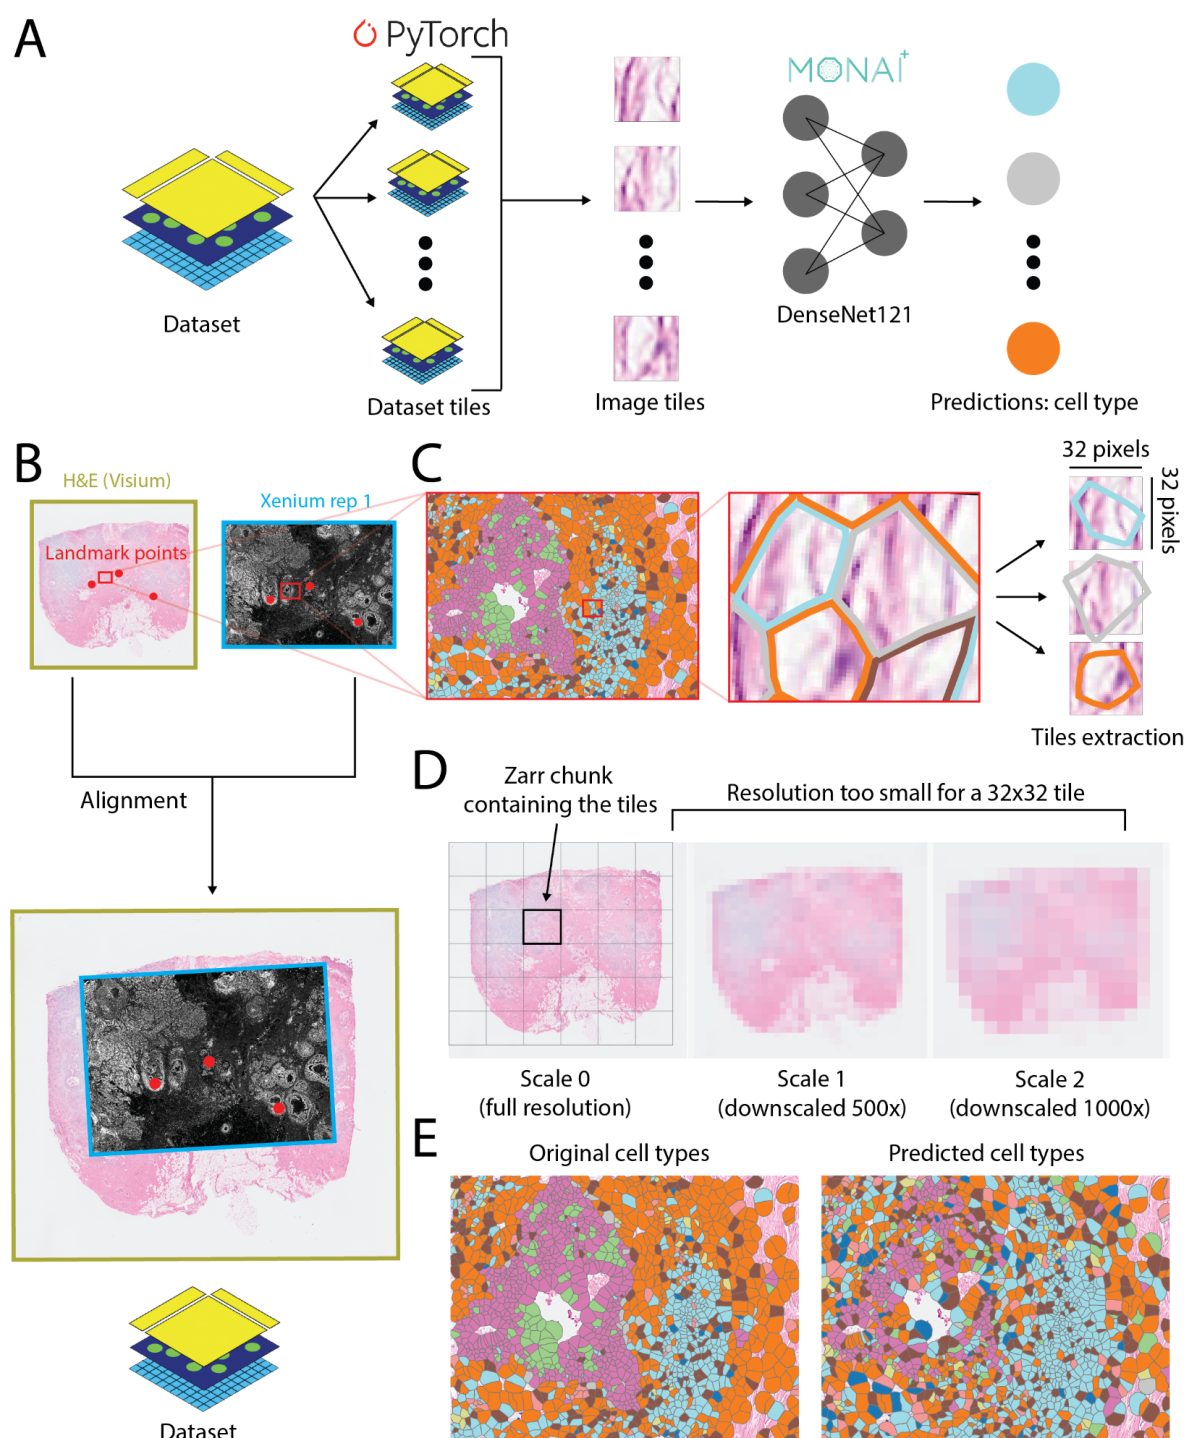 A
PyTorch
MONAI+
Dataset
Dataset tiles
Image tiles
DenseNet121
Predictions: cell type
B
H&E (Visium)
Xenium rep 1
Landmark points
Alignment
Dataset
C
32 pixels
32 pixels
Tiles extraction
D
Zarr chunk
containing the tiles
Resolution too small for a 32x32 tile
Scale 0
(full resolution)
Scale 1
(downscaled 500x)
Scale 2
(downscaled 1000x)
E
Original cell types
Predicted cell types